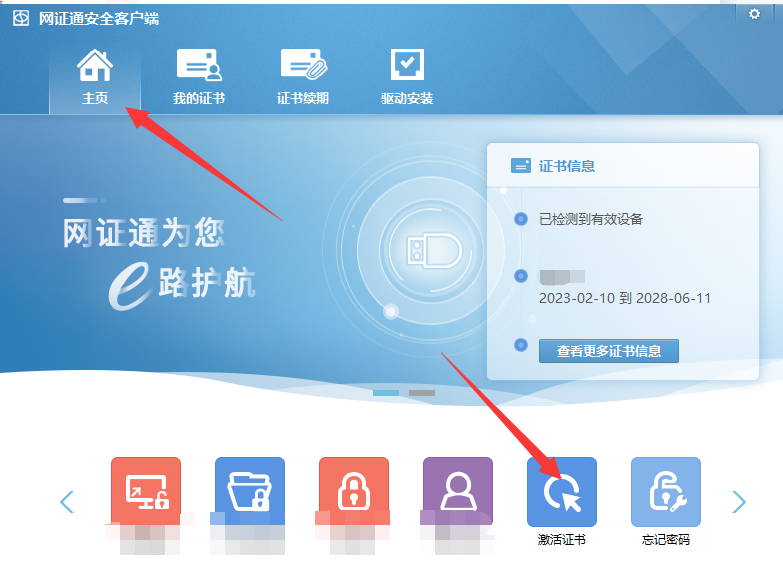 网证通安全客户端
主页
我的证书
证书续期
驱动安装
网证通为您
e路护航
证书信息
已检测到有效设备
2023-02-10 到 2028-06-11
查看更多证书信息
激活证书
忘记密码